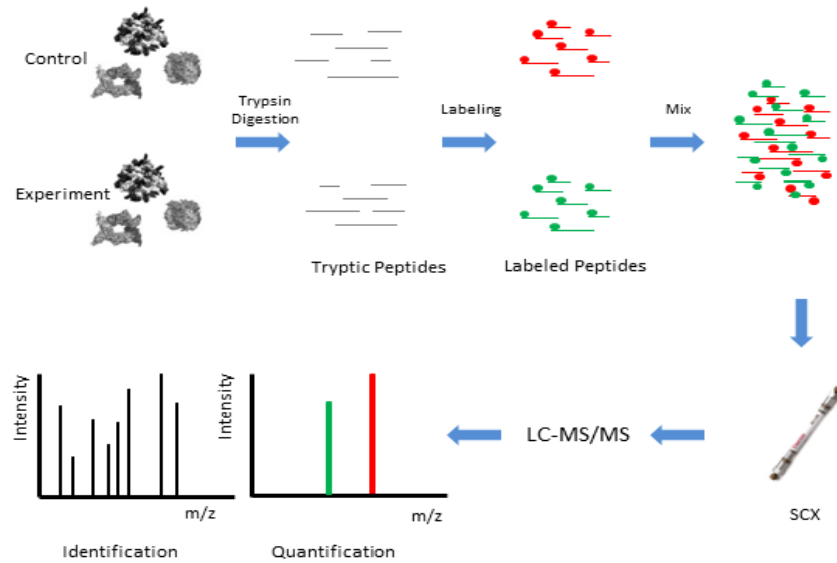 Control
Trypsin
Digestion
Labeling
Mix
Experiment
Tryptic Peptides
Labeled Peptides
Intensity
m/z
Identification
Intensity
m/z
Quantification
LC-MS/MS
SCX